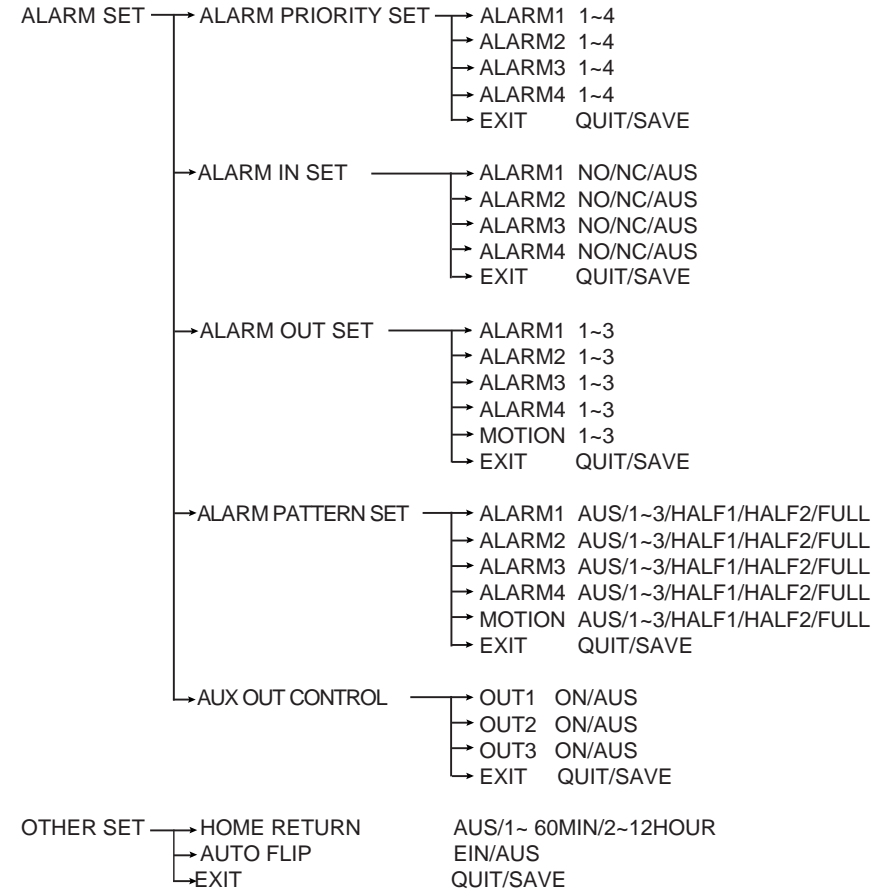 ALARM SET ALARM PRIORITY SET ALARM1 1~4
ALARM2 1~4
ALARM3 1~4
ALARM4 1~4
EXIT QUIT/SAVE
ALARM IN SET ALARM1 NO/NC/AUS
ALARM2 NO/NC/AUS
ALARM3 NO/NC/AUS
ALARM4 NO/NC/AUS
EXIT QUIT/SAVE
ALARM OUT SET ALARM1 1~3
ALARM2 1~3
ALARM3 1~3
ALARM4 1~3
MOTION 1~3
EXIT QUIT/SAVE
ALARM PATTERN SET ALARM1 AUS/1~3/HALF1/HALF2/FULL
ALARM2 AUS/1~3/HALF1/HALF2/FULL
ALARM3 AUS/1~3/HALF1/HALF2/FULL
ALARM4 AUS/1~3/HALF1/HALF2/FULL
MOTION AUS/1~3/HALF1/HALF2/FULL
EXIT QUIT/SAVE
AUX OUT CONTROL OUT1 ON/AUS
OUT2 ON/AUS
OUT3 ON/AUS
EXIT QUIT/SAVE
OTHER SET HOME RETURN AUS/1~ 60MIN/2~12HOUR
AUTO FLIP EIN/AUS
EXIT QUIT/SAVE